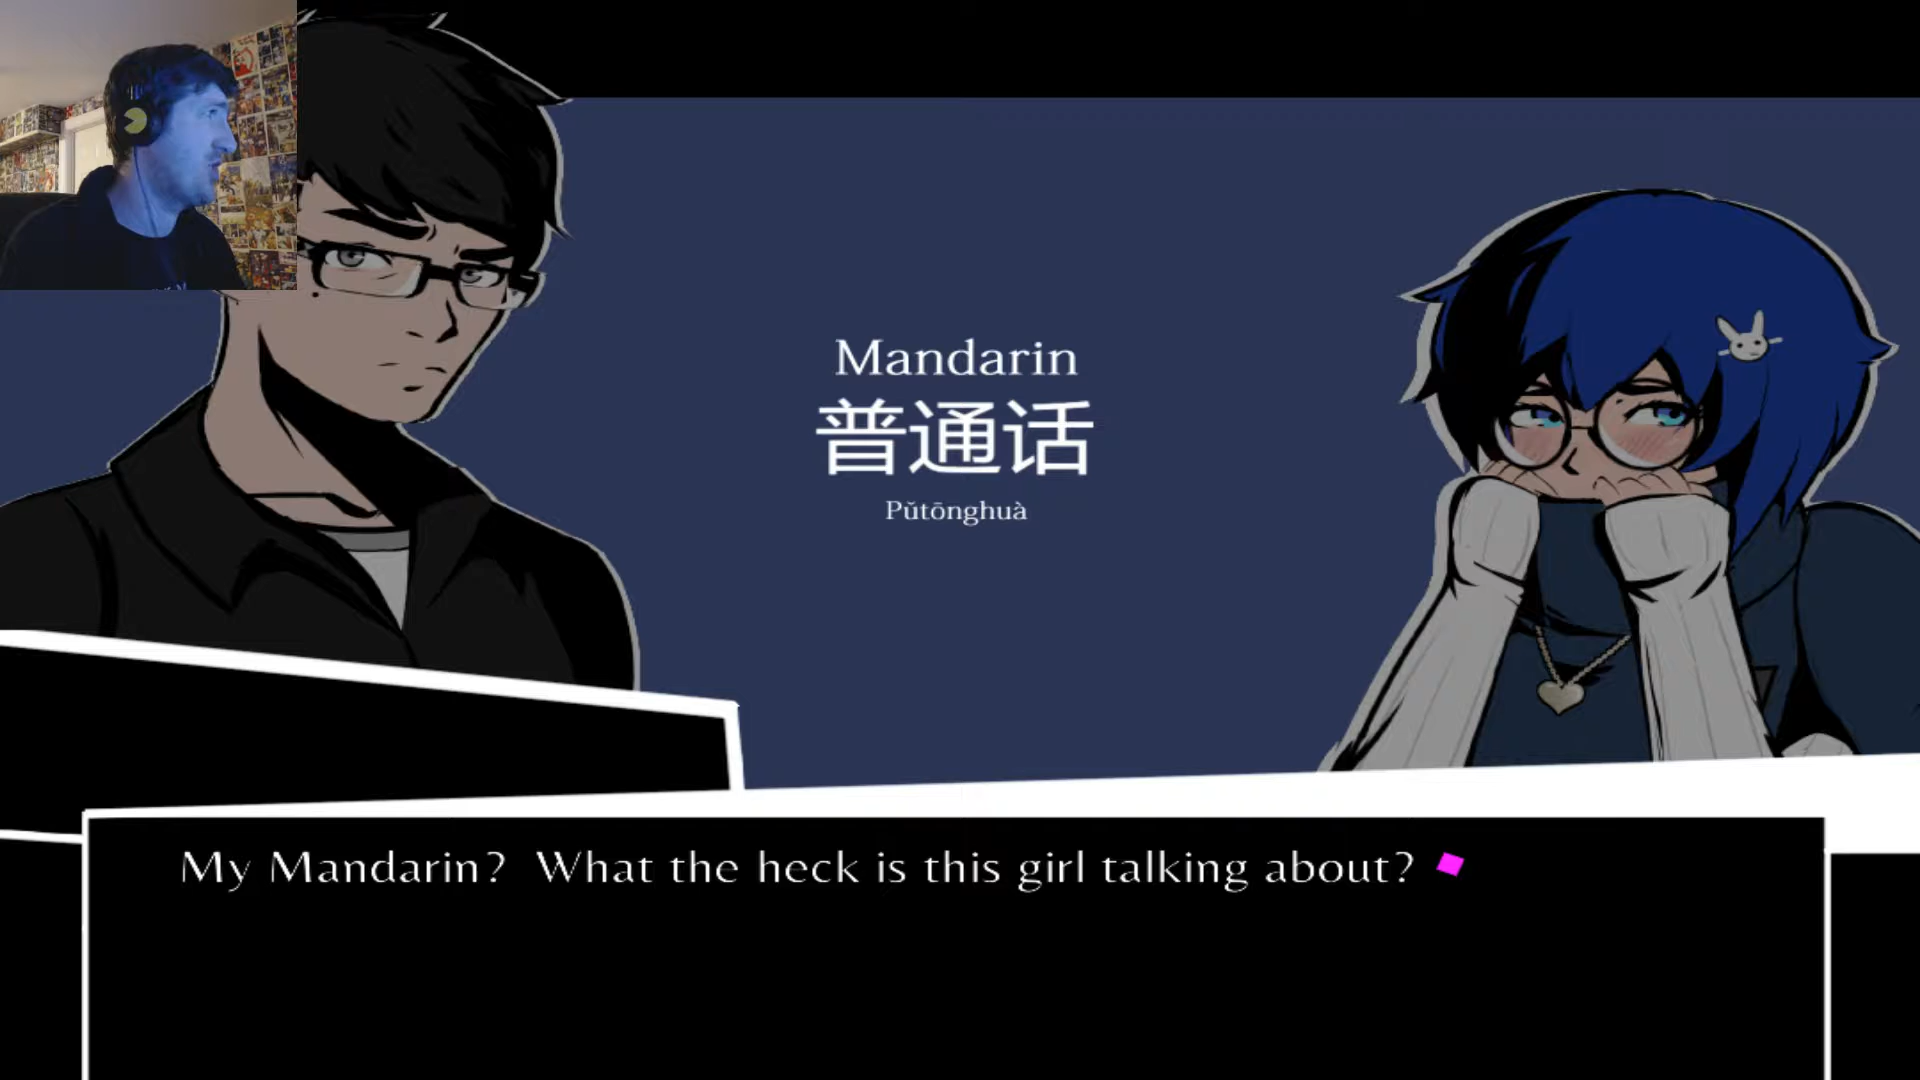 Mandarin
普通话
Pǔtōnghuà
My Mandarin? What the heck is this girl talking about?